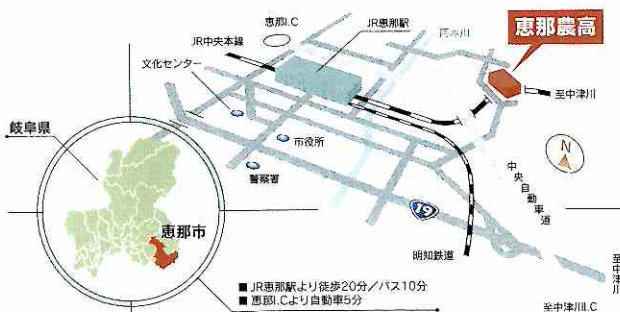 恵那I.C
JR恵那駅
阿木川
恵那農高
JR中央本線
文化センター
至中津川
岐阜県
市役所
N
警察署
中央自動車道
恵那市
19
明知鉄道
至中津川
■JR恵那駅より徒歩20分／バス10分
■恵那I.Cより自動車5分
至中津川I.C